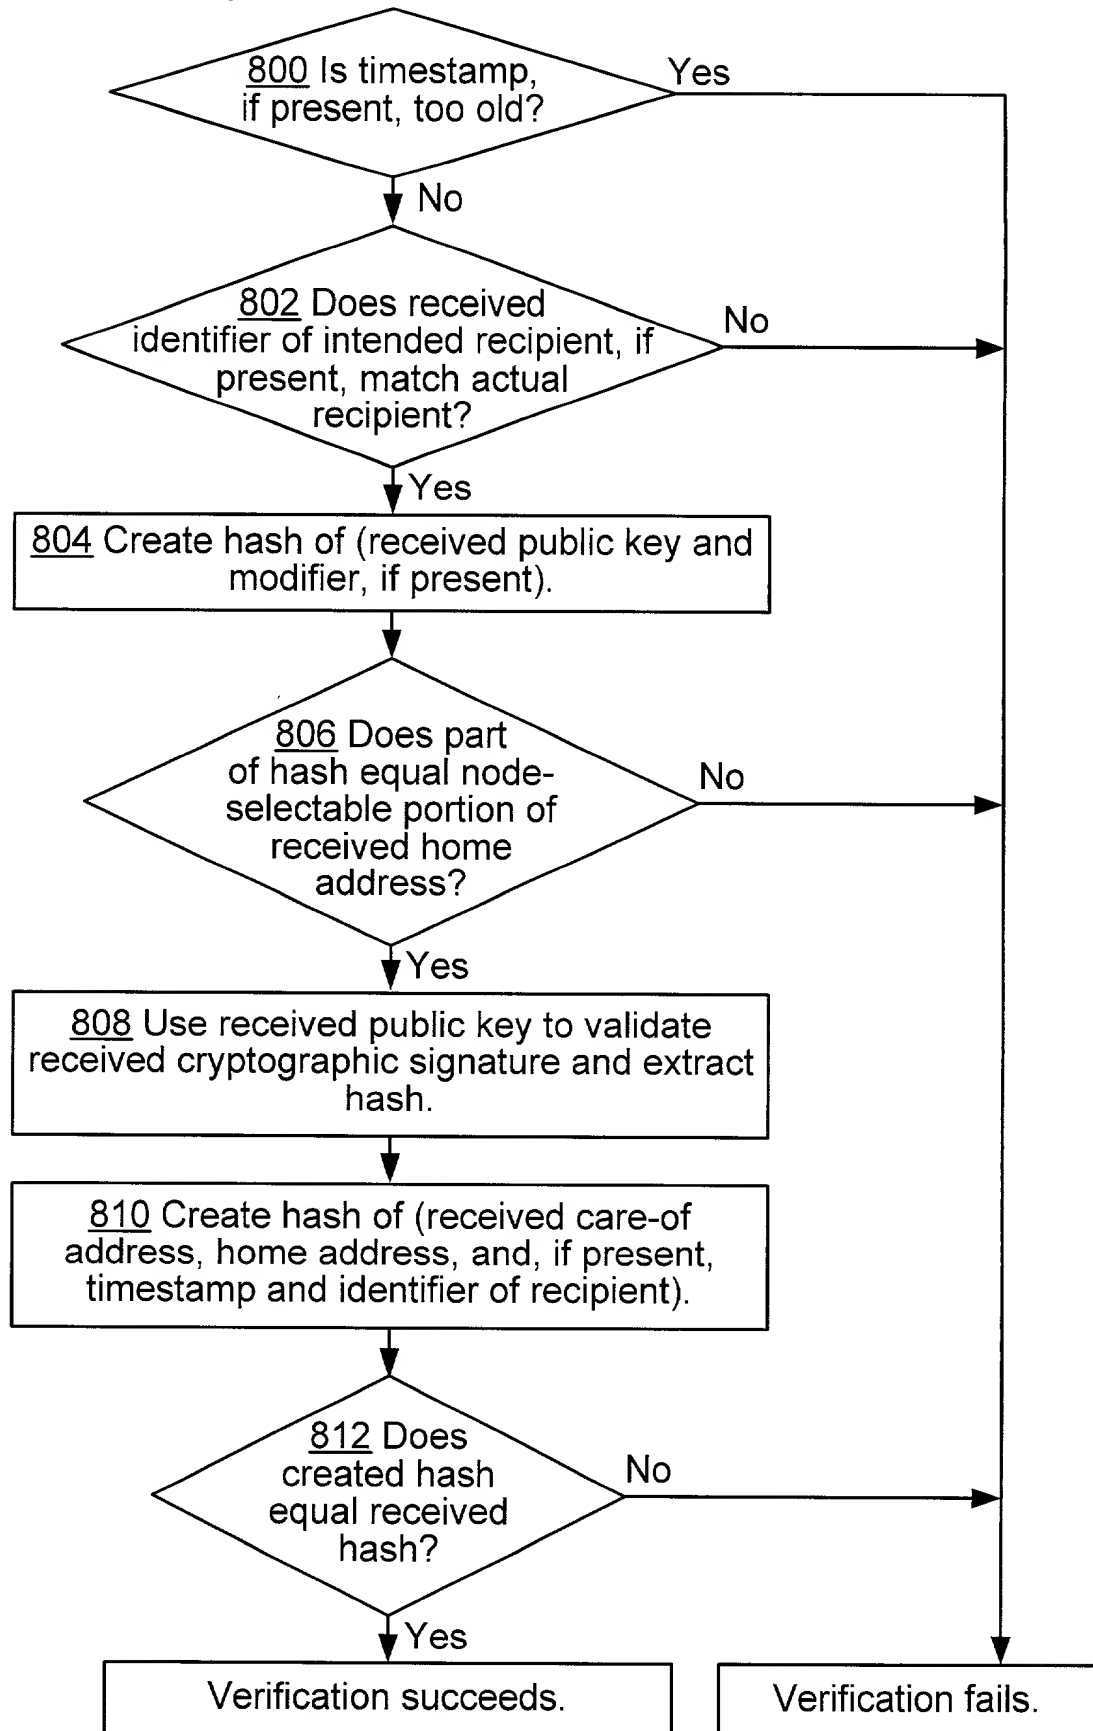 800 Is timestamp,
if present, too old?
Yes
No
802 Does received
identifier of intended recipient, if
present, match actual
recipient?
No
Yes
804 Create hash of (received public key and
modifier, if present).
806 Does part
of hash equal node-
selectable portion of
received home
address?
No
Yes
808 Use received public key to validate
received cryptographic signature and extract
hash.
810 Create hash of (received care-of
address, home address, and, if present,
timestamp and identifier of recipient).
812 Does
created hash
equal received
hash?
No
Yes
Verification succeeds.
Verification fails.